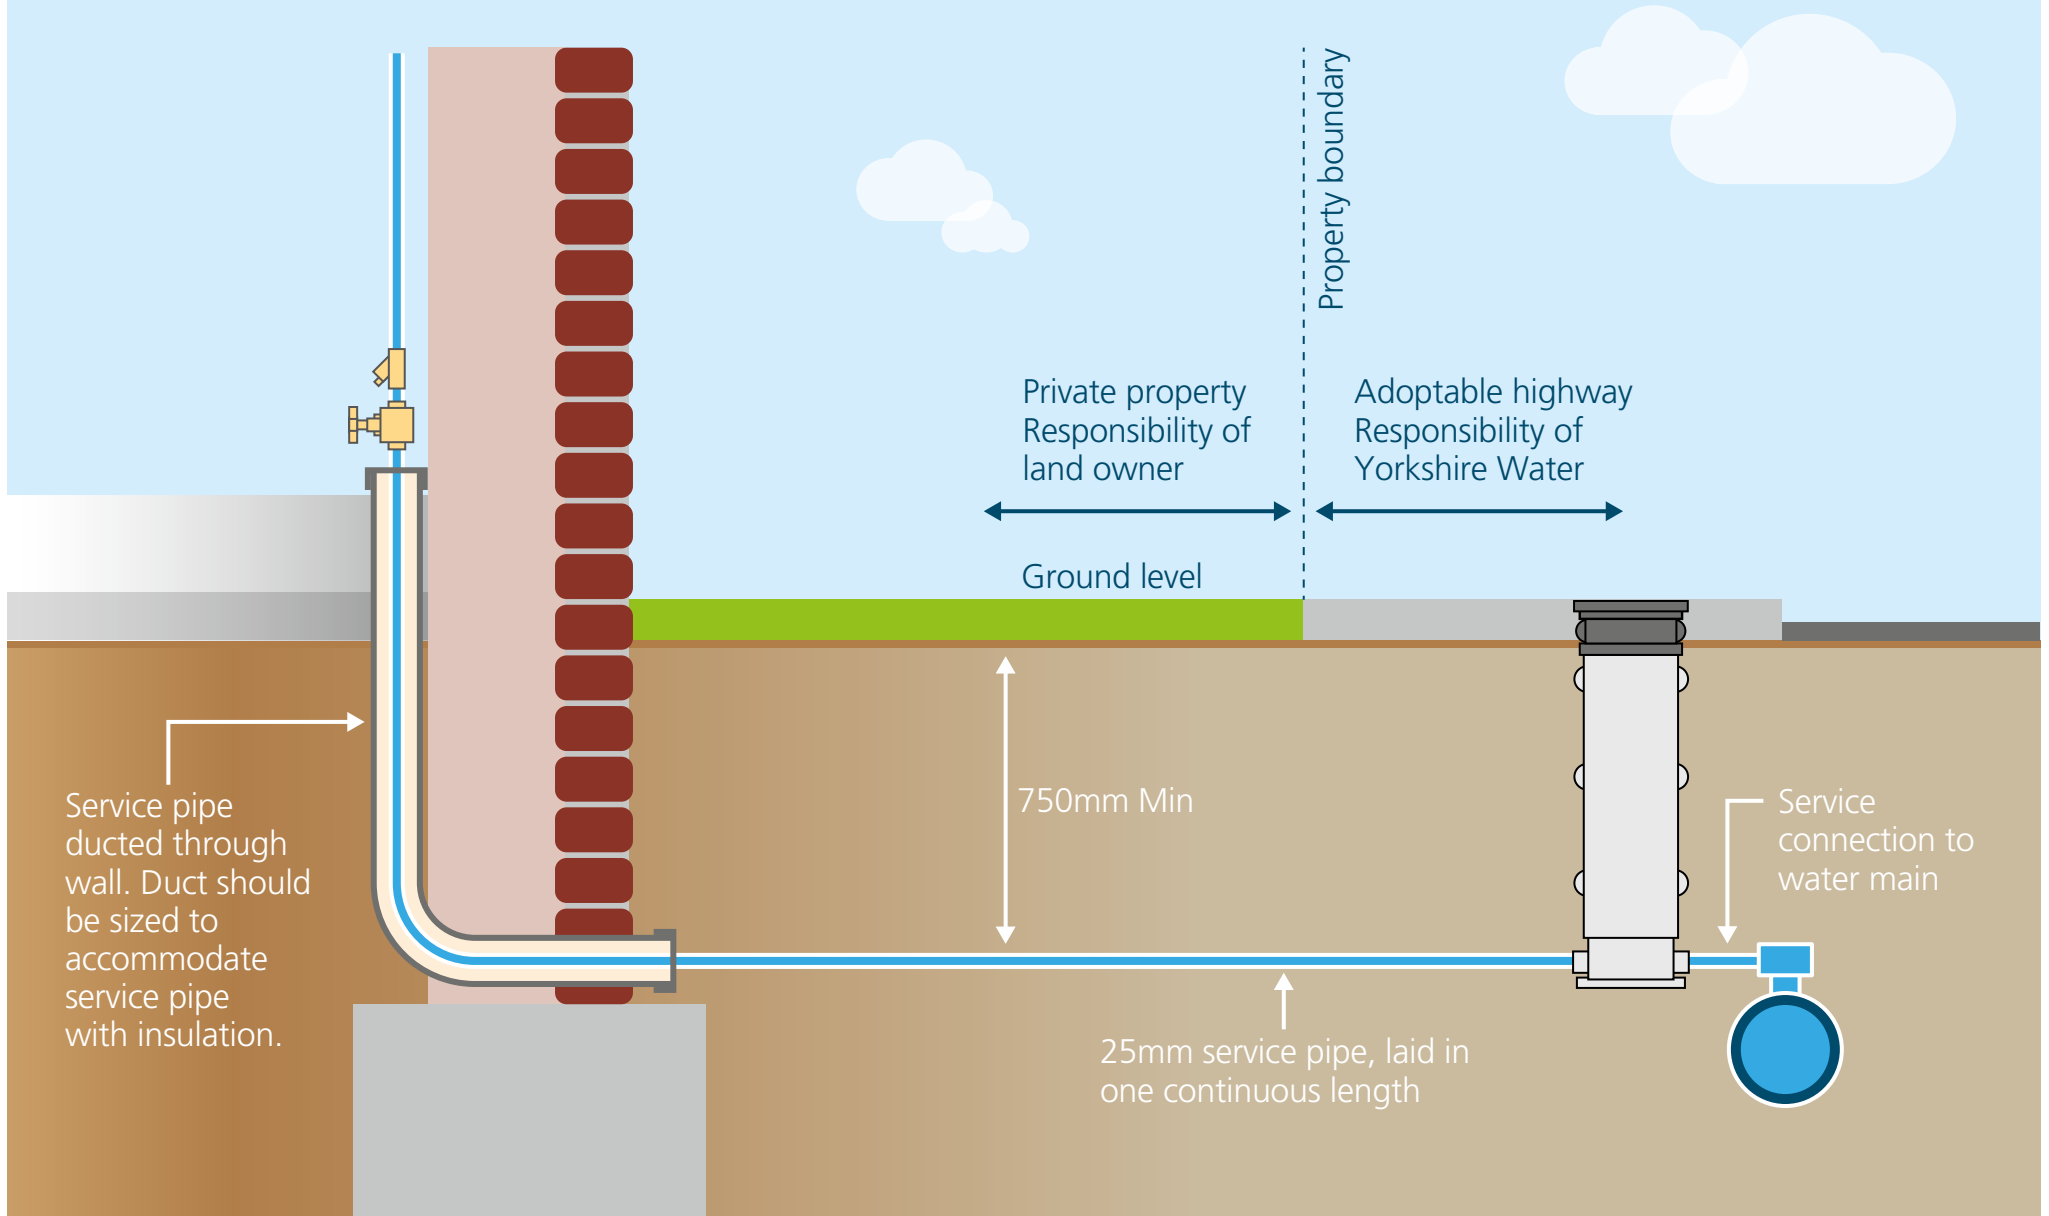 Property boundary
Private property
Responsibility of
land owner
Adoptable highway
Responsibility of
Yorkshire Water
Ground level
750mm Min
Service pipe
ducted through
wall. Duct should
be sized to
accommodate
service pipe
with insulation.
Service
connection to
water main
25mm service pipe, laid in
one continuous length